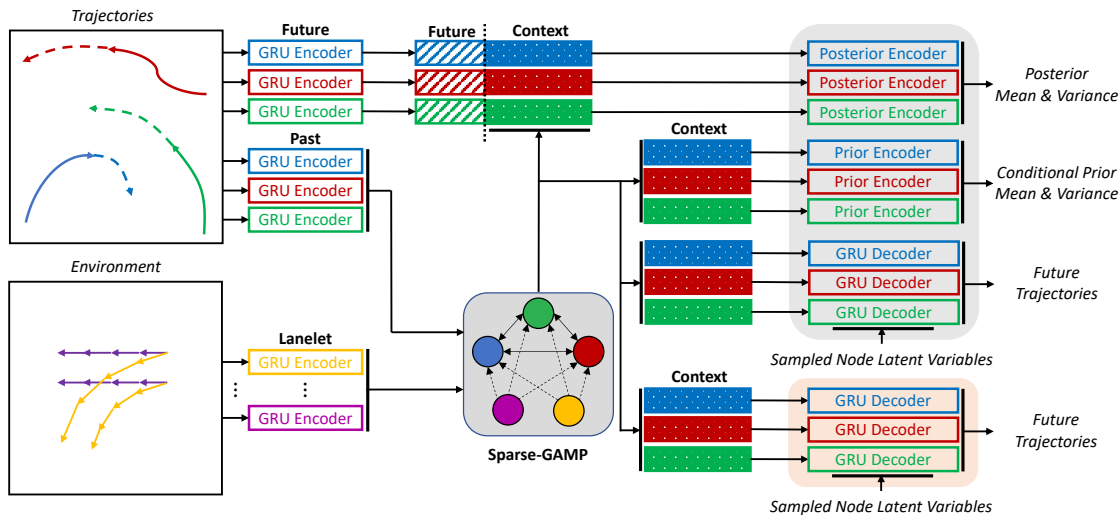 Trajectories
Future
GRU Encoder
GRU Encoder
GRU Encoder
Past
GRU Encoder
GRU Encoder
GRU Encoder
Environment
Lanelet
GRU Encoder
GRU Encoder
Future
Context
Sparse-GAMP
Context
Context
Posterior Encoder
Posterior Encoder
Posterior Encoder
Prior Encoder
Prior Encoder
Prior Encoder
GRU Decoder
GRU Decoder
GRU Decoder
Sampled Node Latent Variables
GRU Decoder
GRU Decoder
GRU Decoder
Sampled Node Latent Variables
Posterior
Mean & Variance
Conditional Prior
Mean & Variance
Future
Trajectories
Future
Trajectories